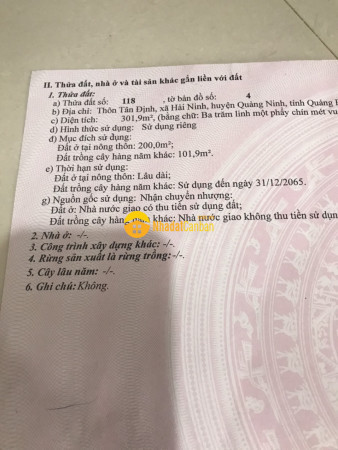 II. Thửa đất, nhà ở và tài sản khác gắn liền với đất
1. Thửa đất:
a) Thửa đất số: 118 , tờ bản đồ số: 4
b) Địa chỉ: Thôn Tân Định, xã Hải Ninh, huyện Quảng Ninh, tỉnh Quảng
c) Diện tích: 301,9m², (bằng chữ: Ba trăm linh một phẩy chín mét vu
d) Hình thức sử dụng: Sử dụng riêng
đ) Mục đích sử dụng:
Đất ở tại nông thôn: 200,0m²;
Đất trồng cây hàng năm khác: 101,9m².
e) Thời hạn sử dụng:
Đất ở tại nông thôn: Lâu dài;
Đất trồng cây hàng năm khác: Sử dụng đến ngày 31/12/2065.
g) Nguồn gốc sử dụng: Nhận chuyển nhượng:
Đất ở: Nhà nước giao có thu tiền sử dụng đất;
Đất trồng cây hàn khác: Nhà nước giao không thu tiền sử dụn
2. Nhà ở: -/-.
nhadatcanban
3. Công trình xây dựng khác: -/-.
4. Rừng sản xuất là rừng trồng: -/-.
5. Cây lâu năm: -/-.
6. Ghi chú: Không.